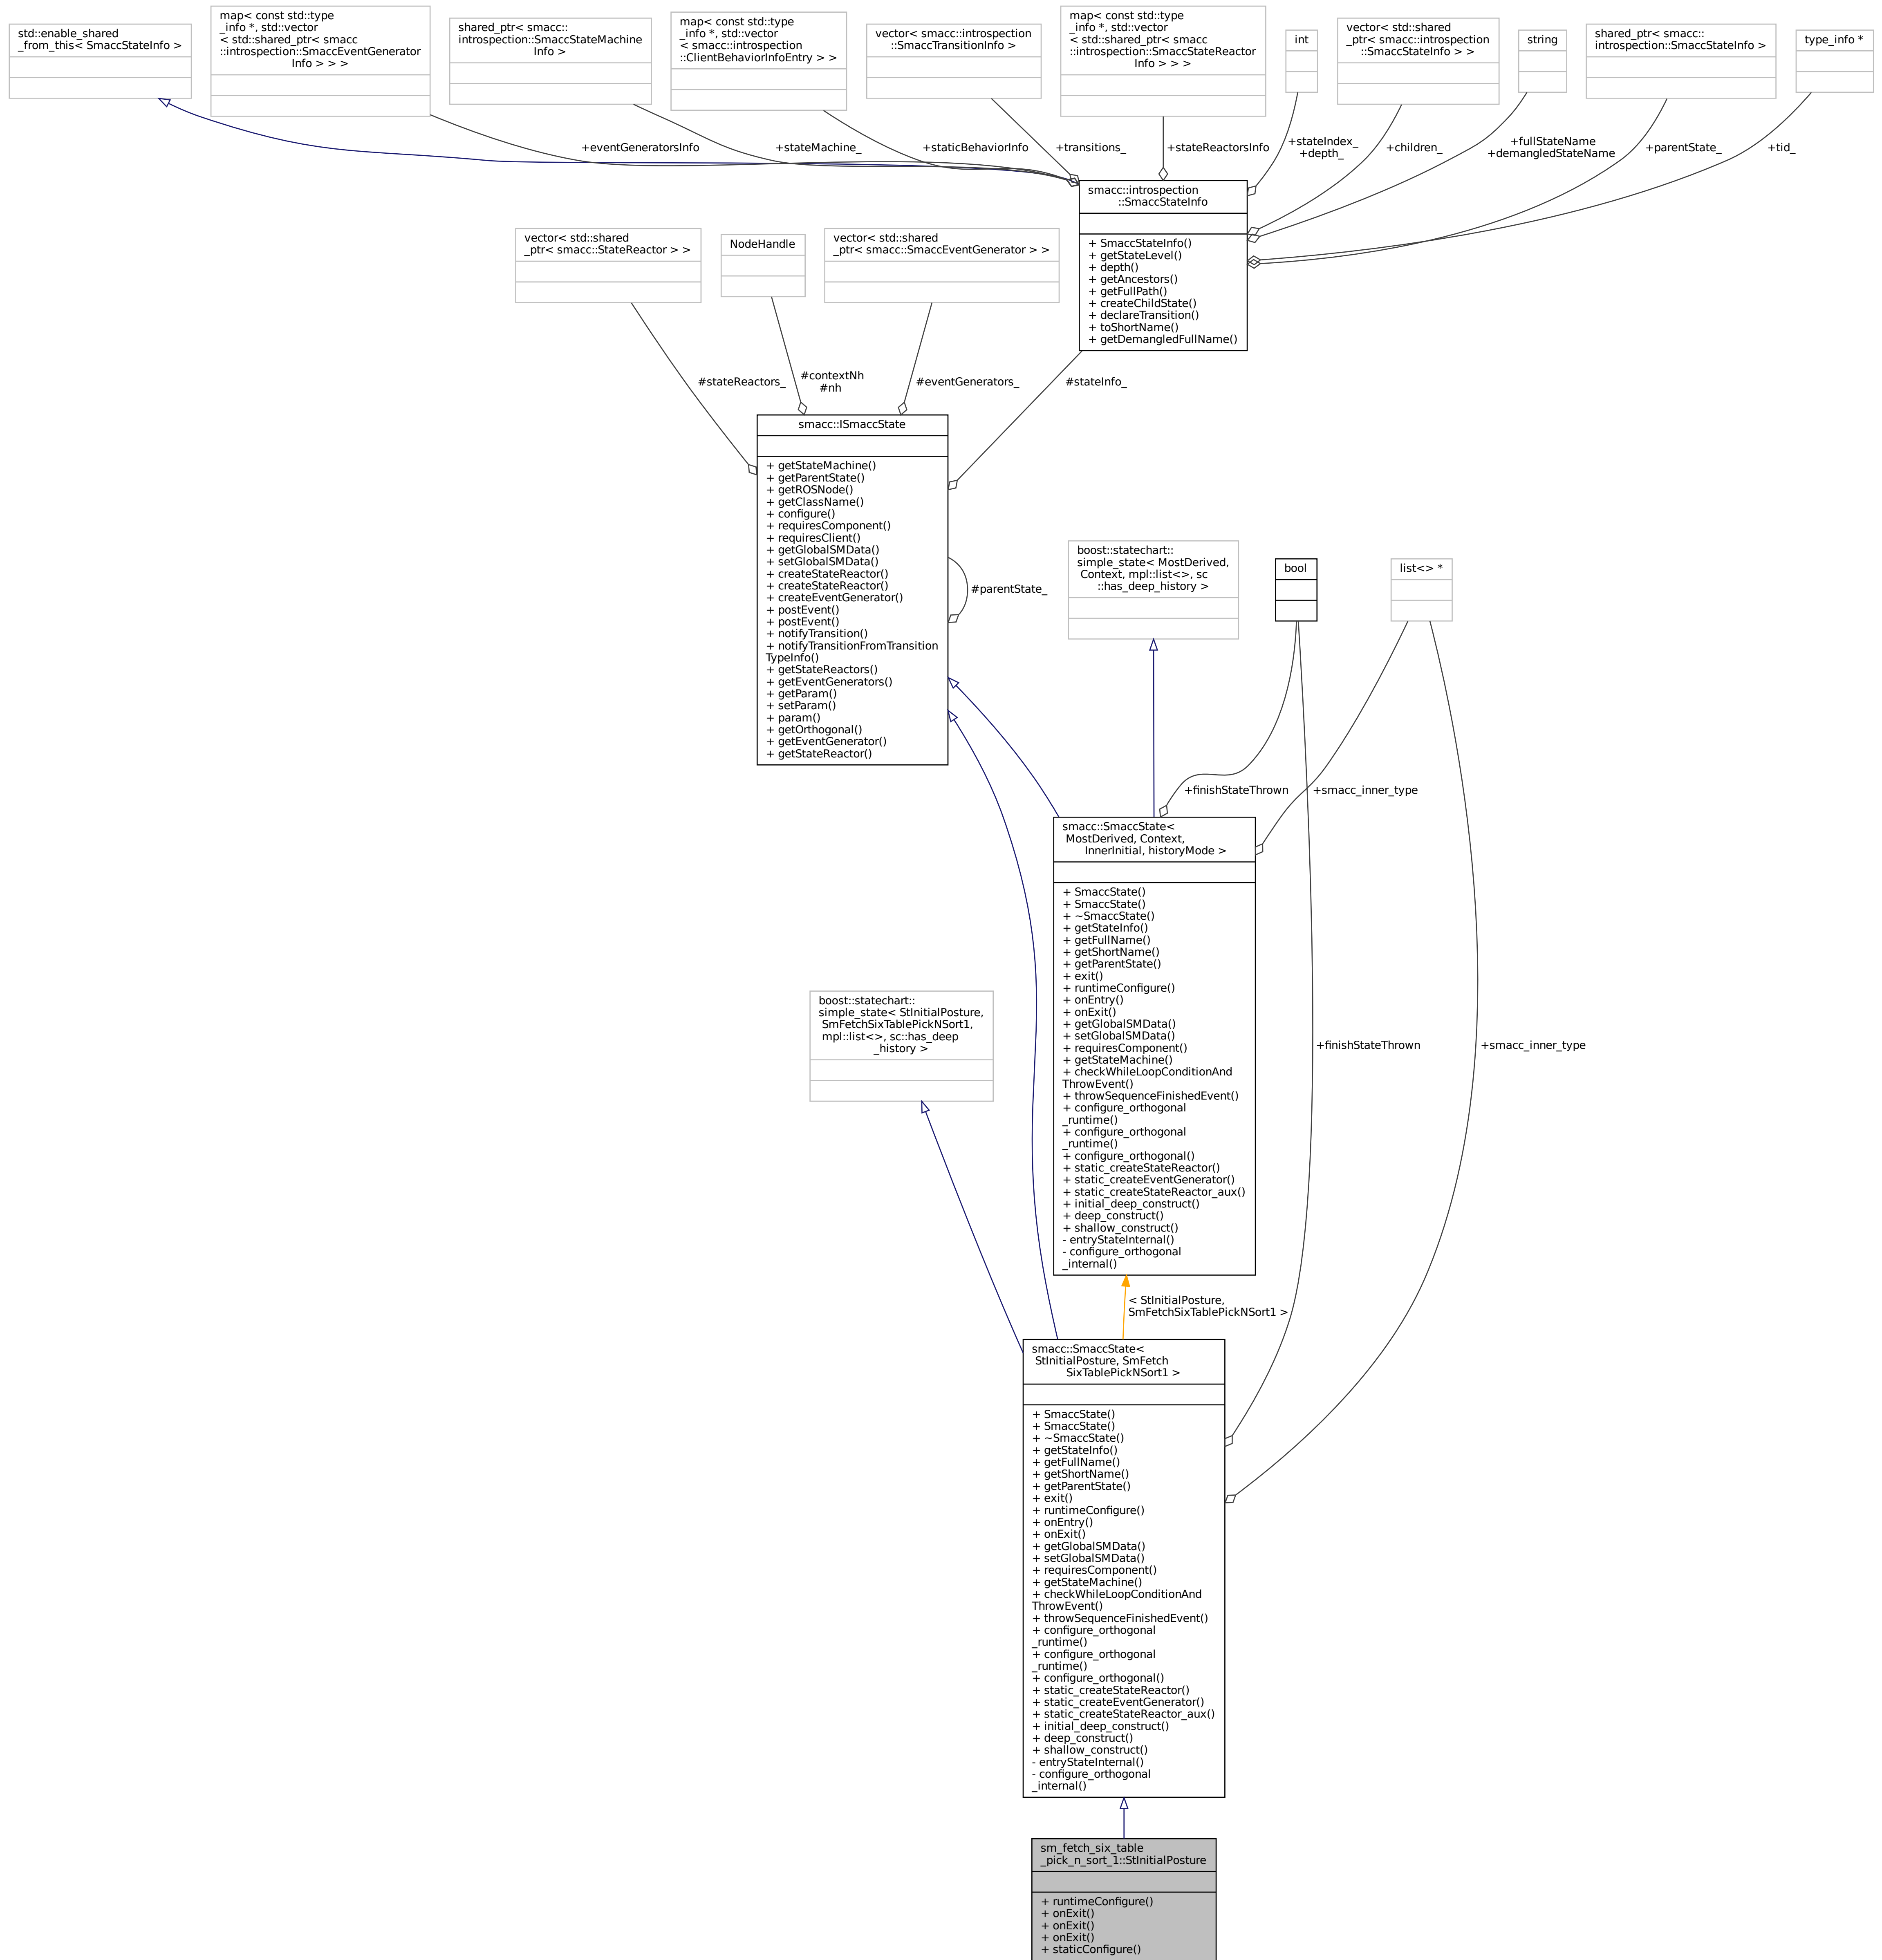 std::enable_shared
_from_this< SmaccStateInfo >
map< const std::type
_info *, std::vector
< std::shared_ptr< smacc
::introspection::SmaccEventGenerator
Info > > >
shared_ptr< smacc::
introspection::SmaccStateMachine
Info >
map< const std::type
_info *, std::vector
< smacc::introspection
::ClientBehaviorInfoEntry > >
vector< smacc::introspection
::SmaccTransitionInfo >
map< const std::type
_info *, std::vector
< std::shared_ptr< smacc
::introspection::SmaccStateReactor
Info > > >
int
vector< std::shared
_ptr< smacc::introspection
::SmaccStateInfo > >
string
shared_ptr< smacc::
introspection::SmaccStateInfo >
type_info *
+eventGeneratorsInfo
+stateMachine_
+staticBehaviorInfo
+transitions_
+stateReactorsInfo
+stateIndex_
+depth_
+children_
+fullStateName
+demangledStateName
+parentState_
+tid_
smacc::introspection
::SmaccStateInfo
+ SmaccStateInfo()
+ getStateLevel()
+ depth()
+ getAncestors()
+ getFullPath()
+ createChildState()
+ declareTransition()
+ toShortName()
+ getDemangledFullName()
vector< std::shared
_ptr< smacc::StateReactor > >
NodeHandle
vector< std::shared
_ptr< smacc::SmaccEventGenerator > >
#stateReactors_
#contextNh
#nh
#eventGenerators_
#stateInfo_
smacc::ISmaccState
+ getStateMachine()
+ getParentState()
+ getROSNode()
+ getClassName()
+ configure()
+ requiresComponent()
+ requiresClient()
+ getGlobalSMData()
+ setGlobalSMData()
+ createStateReactor()
+ createStateReactor()
+ createEventGenerator()
+ postEvent()
+ postEvent()
+ notifyTransition()
+ notifyTransitionFromTransition
TypeInfo()
+ getStateReactors()
+ getEventGenerators()
+ getParam()
+ setParam()
+ param()
+ getOrthogonal()
+ getEventGenerator()
+ getStateReactor()
#parentState_
boost::statechart::
simple_state< MostDerived,
Context, mpl::list<>, sc
::has_deep_history >
bool
list<> *
+finishStateThrown
+smacc_inner_type
smacc::SmaccState<
MostDerived, Context,
InnerInitial, historyMode >
+ SmaccState()
+ SmaccState()
+ ~SmaccState()
+ getStateInfo()
+ getFullName()
+ getShortName()
+ getParentState()
+ exit()
+ runtimeConfigure()
+ onEntry()
+ onExit()
+ getGlobalSMData()
+ setGlobalSMData()
+ requiresComponent()
+ getStateMachine()
+ checkWhileLoopConditionAnd
ThrowEvent()
+ throwSequenceFinishedEvent()
+ configure_orthogonal
_runtime()
+ configure_orthogonal
_runtime()
+ configure_orthogonal()
+ static_createStateReactor()
+ static_createEventGenerator()
+ static_createStateReactor_aux()
+ initial_deep_construct()
+ deep_construct()
+ shallow_construct()
- entryStateInternal()
- configure_orthogonal
_internal()
boost::statechart::
simple_state< StInitialPosture,
SmFetchSixTablePickNSort1,
mpl::list<>, sc::has_deep
_history >
+finishStateThrown
+smacc_inner_type
< StInitialPosture,
SmFetchSixTablePickNSort1 >
smacc::SmaccState<
StInitialPosture, SmFetch
SixTablePickNSort1 >
+ SmaccState()
+ SmaccState()
+ ~SmaccState()
+ getStateInfo()
+ getFullName()
+ getShortName()
+ getParentState()
+ exit()
+ runtimeConfigure()
+ onEntry()
+ onExit()
+ getGlobalSMData()
+ setGlobalSMData()
+ requiresComponent()
+ getStateMachine()
+ checkWhileLoopConditionAnd
ThrowEvent()
+ throwSequenceFinishedEvent()
+ configure_orthogonal
_runtime()
+ configure_orthogonal
_runtime()
+ configure_orthogonal()
+ static_createStateReactor()
+ static_createEventGenerator()
+ static_createStateReactor_aux()
+ initial_deep_construct()
+ deep_construct()
+ shallow_construct()
- entryStateInternal()
- configure_orthogonal
_internal()
sm_fetch_six_table
_pick_n_sort_1::StInitialPosture
+ runtimeConfigure()
+ onExit()
+ onExit()
+ onExit()
+ staticConfigure()